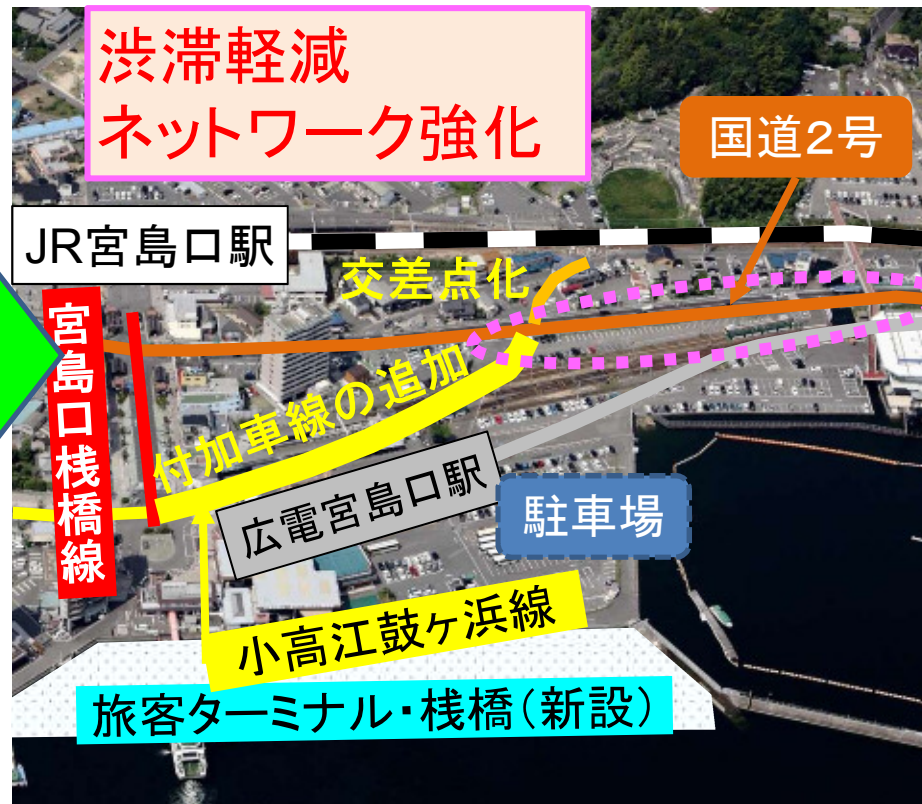 渋滞軽減
ネットワーク強化
国道2号
JR宮島口駅
交差点化
宮島口桟橋線
付加車線の追加
広電宮島口駅
駐車場
小高江鼓ヶ浜線
旅客ターミナル・桟橋(新設)